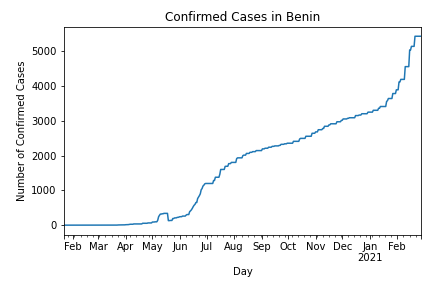 Confirmed Cases in Benin
Number of Confirmed Cases
5000
4000
3000
2000
1000
0
Feb Mar Apr May Jun Jul Aug Sep Oct Nov Dec Jan Feb
2021
Day